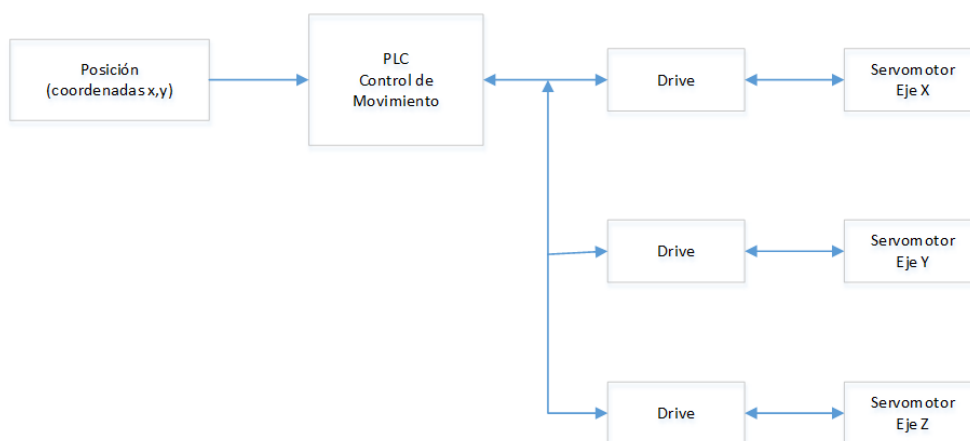 Posición
(coordenadas x,y)
PLC
Control de
Movimiento
Drive
Servomotor
Eje X
Drive
Servomotor
Eje Y
Drive
Servomotor
Eje Z